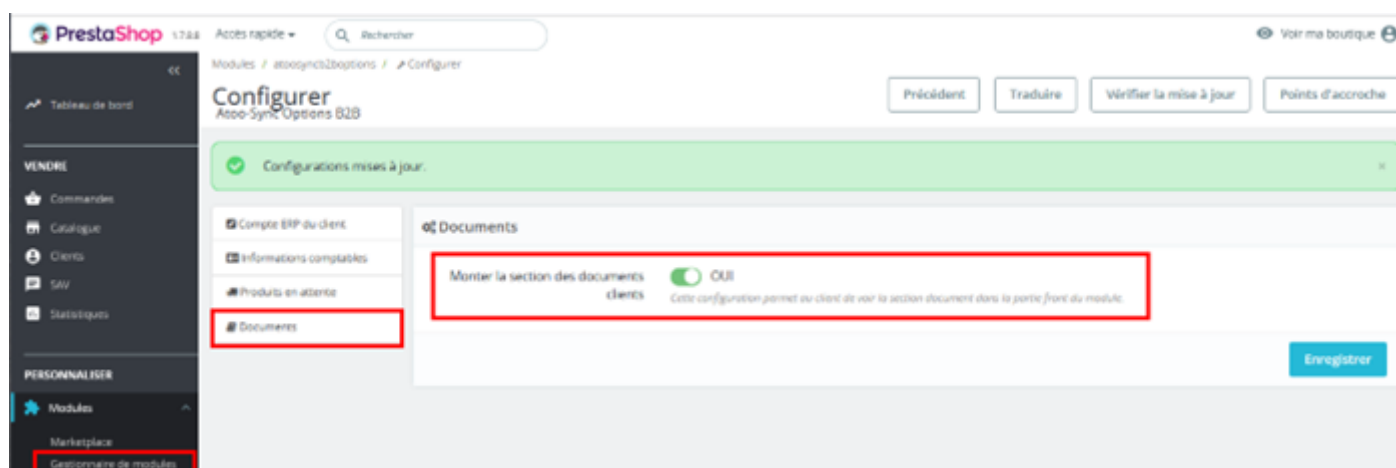 PrestaShop 1.7.8.8 Accès rapide Rechercher Voir ma boutique
Modules / atoosyncb2boptions / Configurer
Configurer
Atoo-Sync Options B2B
Précédent Traduire Vérifier la mise à jour Points d'accroche
Tableau de bord
VENDRE
Commandes
Catalogue
Clients
SAV
Statistiques
PERSONNALISER
Modules
Marketplace
Gestionnaire de modules
Configurations mises à jour.
Compte ERP du client
Informations comptables
Produits en attente
Documents
Documents
Monter la section des documents
clients
OUI
Cette configuration permet au client de voir la section document dans la partie front du module.
Enregistrer